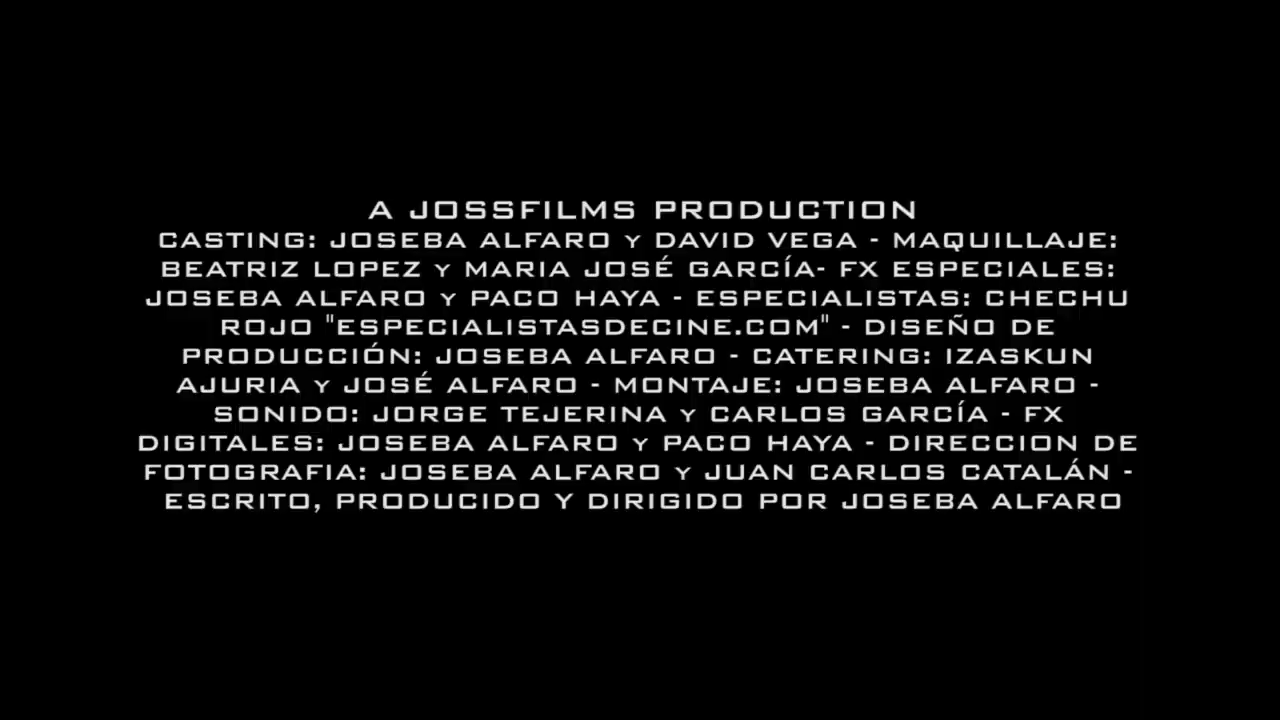 A JOSSFILMS PRODUCTION
CASTING: JOSEBA ALFARO Y DAVID VEGA - MAQUILLAJE:
BEATRIZ LOPEZ Y MARIA JOSÉ GARCÍA- FX ESPECIALES:
JOSEBA ALFARO Y PACO HAYA - ESPECIALISTAS: CHECHU
ROJO "ESPECIALISTASDECINE.COM" - DISEÑO DE
PRODUCCIÓN: JOSEBA ALFARO - CATERING: IZASKUN
AJURIA Y JOSÉ ALFARO - MONTAJE: JOSEBA ALFARO -
SONIDO: JORGE TEJERINA Y CARLOS GARCÍA - FX
DIGITALES: JOSEBA ALFARO Y PACO HAYA - DIRECCION DE
FOTOGRAFIA: JOSEBA ALFARO Y JUAN CARLOS CATALÁN -
ESCRITO, PRODUCIDO Y DIRIGIDO POR JOSEBA ALFARO